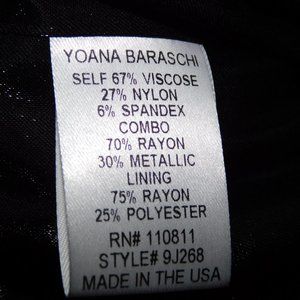 YOANA BARASCHI
SELF 67% VISCOSE
27% NYLON
6% SPANDEX
COMBO
70% RAYON
30% METALLIC
LINING
75% RAYON
25% POLYESTER
RN# 110811
STYLE# 9J268
MADE IN THE USA